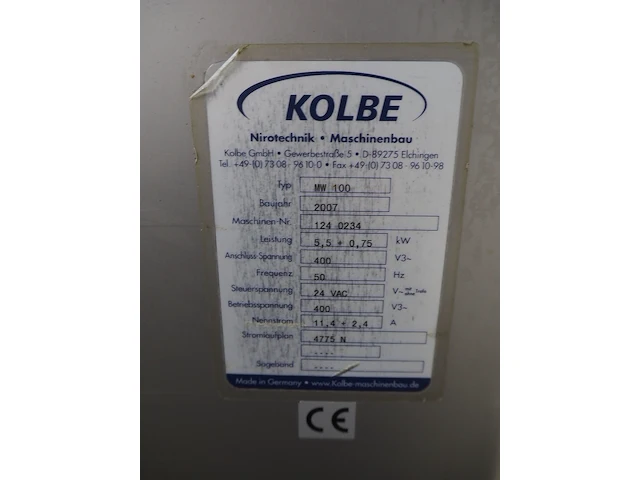 KOLBE
Nirotechnik • Maschinenbau
Kolbe GmbH • Gewerbestraße 5 • D-89275 Elchingen
Tel. +49-(0) 73 08 - 96 10-0 • Fax +49-(0) 73 08 - 96 10-98
Typ MW 100
Baujahr 2007
Maschinen-Nr. 124 0234
Leistung 5,5 + 0,75 kW
Anschluss-Spannung 400 V3~
Frequenz 50 Hz
Steuerspannung 24 VAC V~
Betriebsspannung 400 V3~
Nennstrom 11,4 + 2,4 A
Stromlaufplan 4775 N
----
Sägeband ----
Made in Germany • www.Kolbe-maschinenbau.de
CE